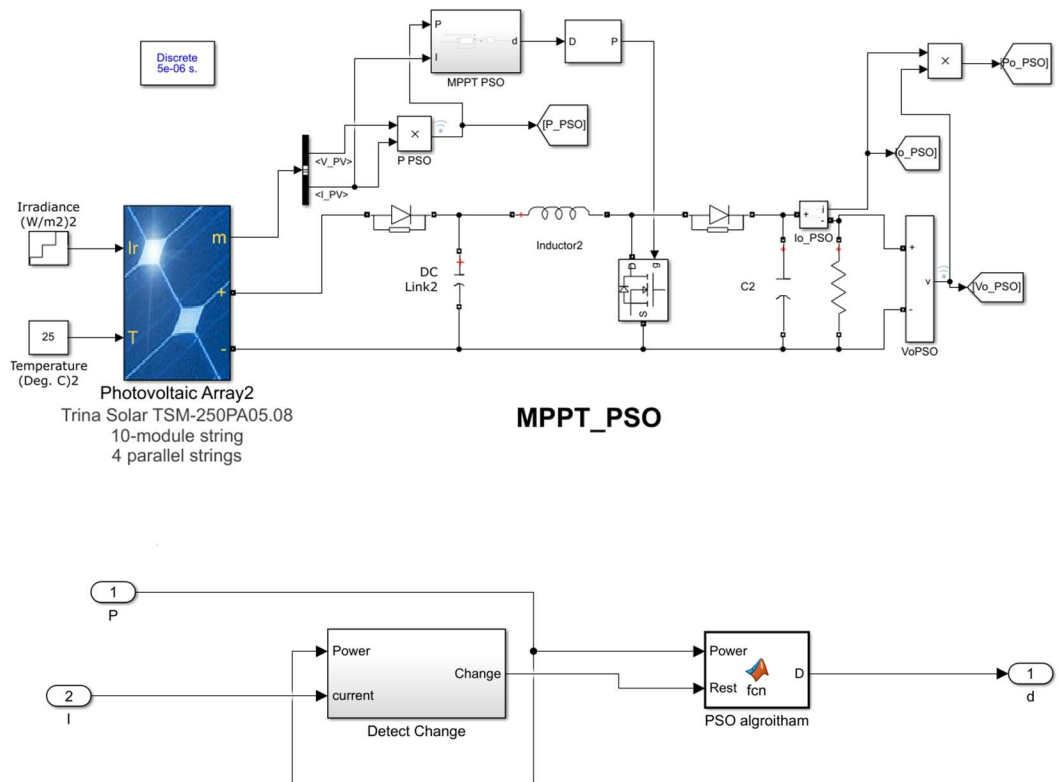 Discrete
5e-06 s.
P
I
d
MPPT PSO
D
P
×
P PSO
[P_PSO]
<V_PV>
<I_PV>
×
[Po_PSO]
[o_PSO]
Irradiance
(W/m2)2
Ir
m
+
T
-
25
Temperature
(Deg. C)2
Photovoltaic Array2
Trina Solar TSM-250PA05.08
10-module string
4 parallel strings
+
DC
Link2
+
Inductor2
D
g
S
+
C2
+
i
-
Io_PSO
+
+
v
-
VoPSO
[Vo_PSO]
MPPT_PSO
1
P
2
I
Power
current
Change
Detect Change
Power
Rest
fcn
D
PSO algroitham
1
d